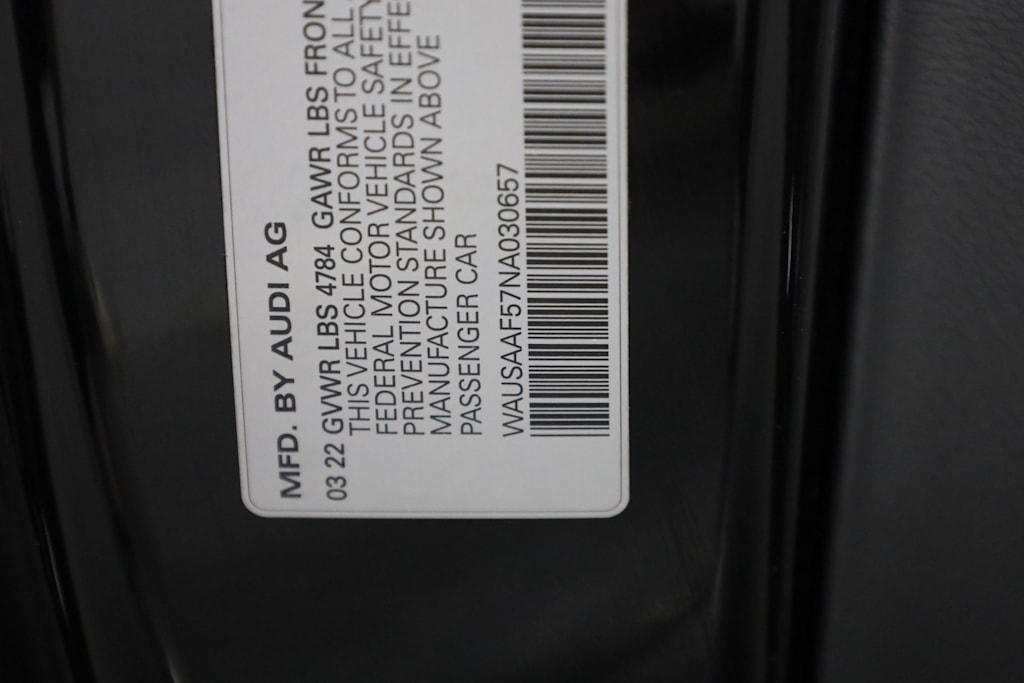 MFD. BY AUDI AG
03 22 GVWR LBS 4784 GAWR LBS FRON
THIS VEHICLE CONFORMS TO ALL
FEDERAL MOTOR VEHICLE SAFETY
PREVENTION STANDARDS IN EFFE
MANUFACTURE SHOWN ABOVE
PASSENGER CAR
WAUSAAF57NA030657